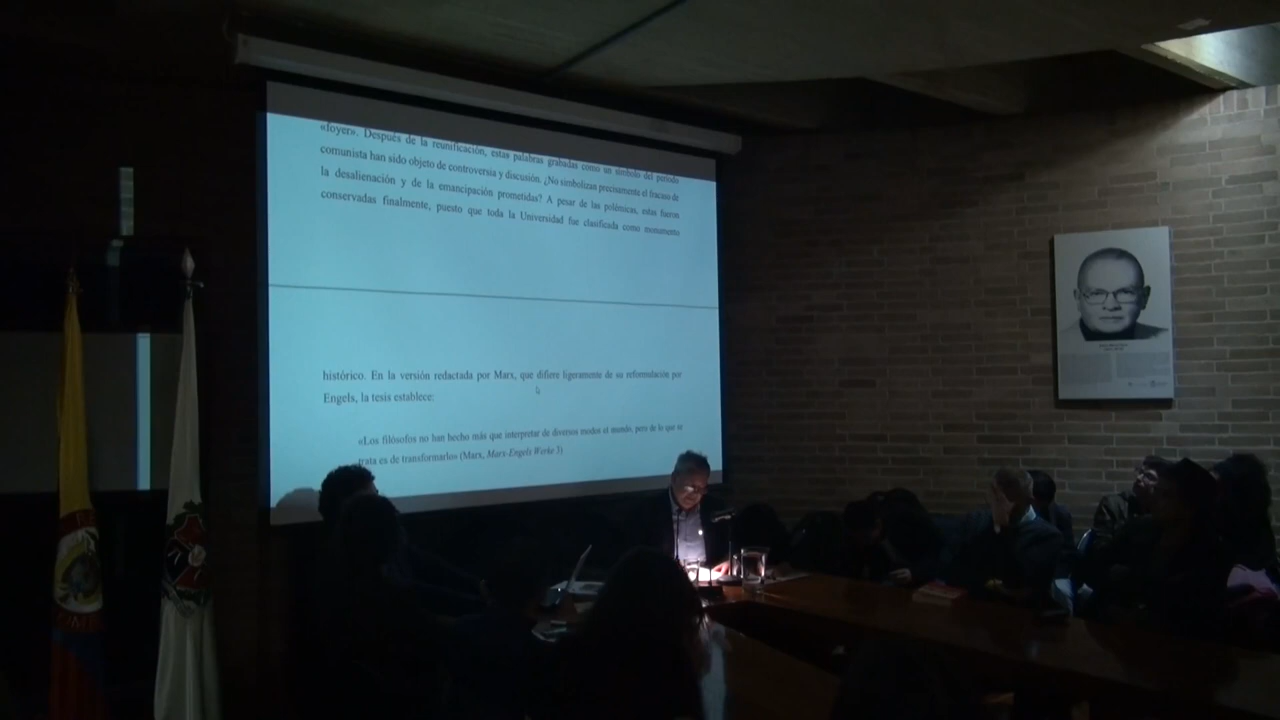 «foyer». Después de la reunificación, estas palabras grabadas como un símbolo del periodo
comunista han sido objeto de controversia y discusión. ¿No simbolizan precisamente el fracaso de
la desalienación y de la emancipación prometidas? A pesar de las polémicas, estas fueron
conservadas finalmente, puesto que toda la Universidad fue clasificada como monumento
histórico. En la versión redactada por Marx, que difiere ligeramente de su reformulación por
Engels, la tesis establece:
«Los filósofos no han hecho más que interpretar de diversos modos el mundo, pero de lo que se
trata es de transformarlo» (Marx, Marx-Engels Werke 3)